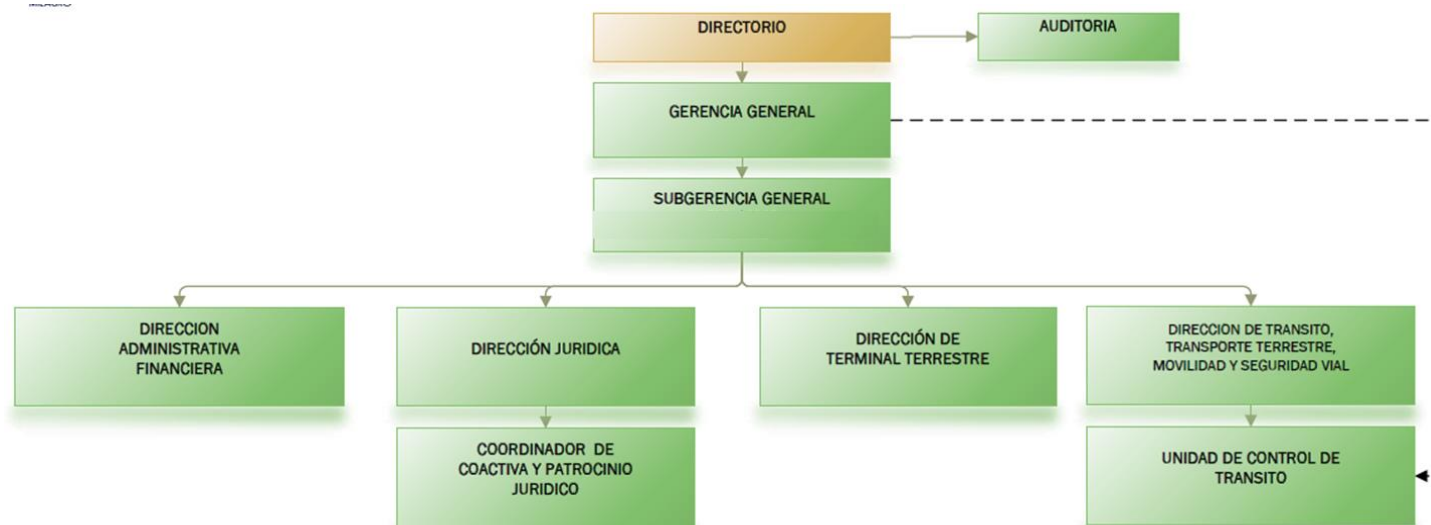 DIRECTORIO
AUDITORIA
GERENCIA GENERAL
SUBGERENCIA GENERAL
DIRECCION
ADMINISTRATIVA
FINANCIERA
DIRECCIÓN JURIDICA
DIRECCIÓN DE
TERMINAL TERRESTRE
DIRECCION DE TRANSITO,
TRANSPORTE TERRESTRE,
MOVILIDAD Y SEGURIDAD VIAL
COORDINADOR DE
COACTIVA Y PATROCINIO
JURIDICO
UNIDAD DE CONTROL DE
TRANSITO